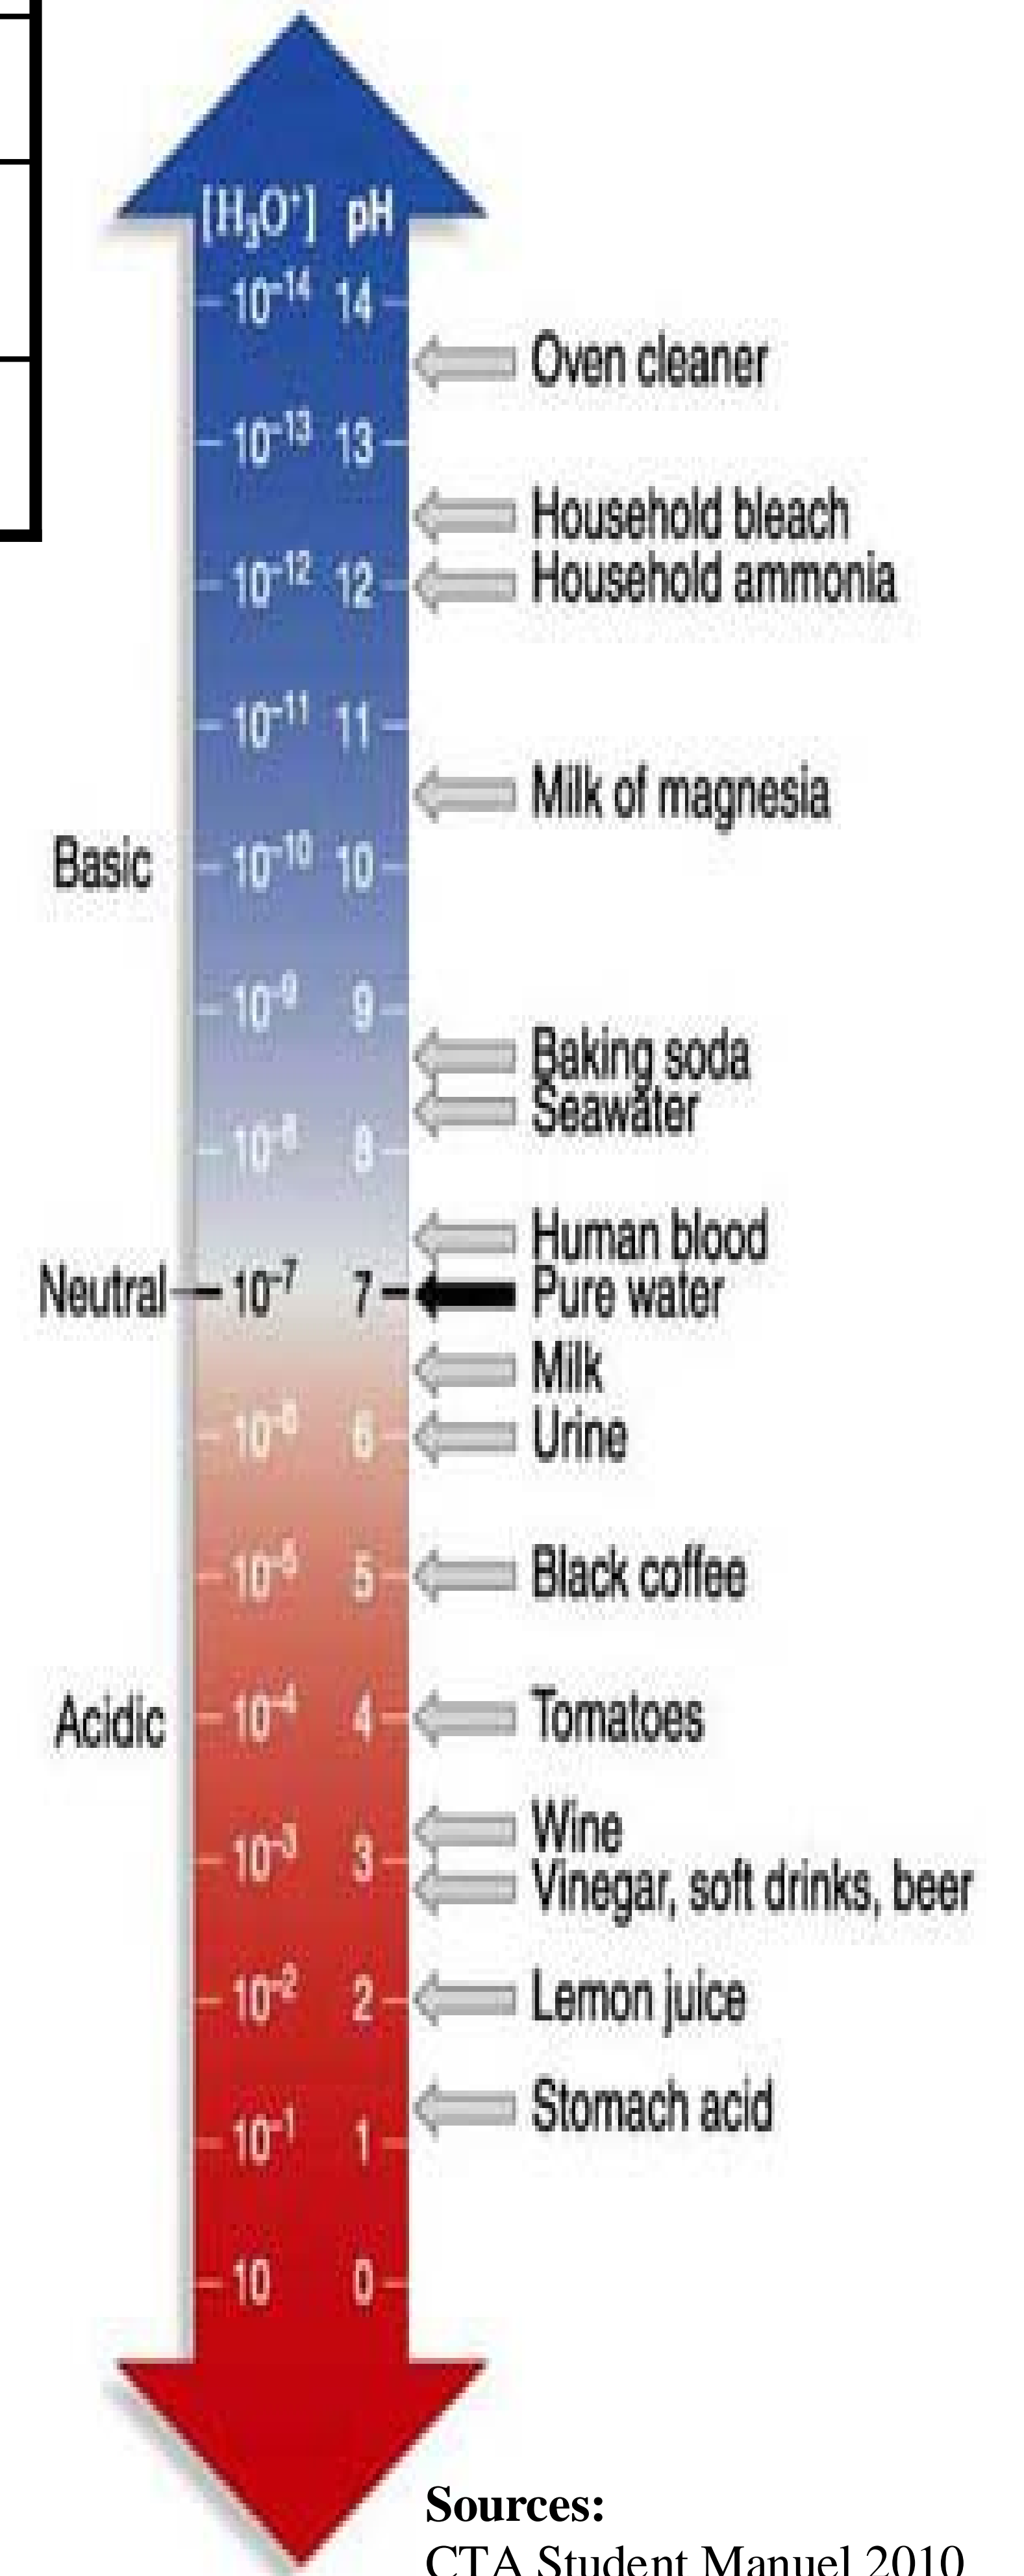 [H₃O⁺] pH
10⁻¹⁴ 14
Oven cleaner
10⁻¹³ 13
Household bleach
10⁻¹² 12 Household ammonia
10⁻¹¹ 11
Milk of magnesia
Basic 10⁻¹⁰ 10
10⁻⁹ 9
Baking soda
Seawater
10⁻⁸ 8
Human blood
Neutral 10⁻⁷ 7 Pure water
Milk
10⁻⁶ 6 Urine
10⁻⁵ 5 Black coffee
Acidic 10⁻⁴ 4 Tomatoes
Wine
10⁻³ 3
Vinegar, soft drinks, beer
10⁻² 2 Lemon juice
Stomach acid
10⁻¹ 1
10 0
Sources:
CTA Student Manuel 2010